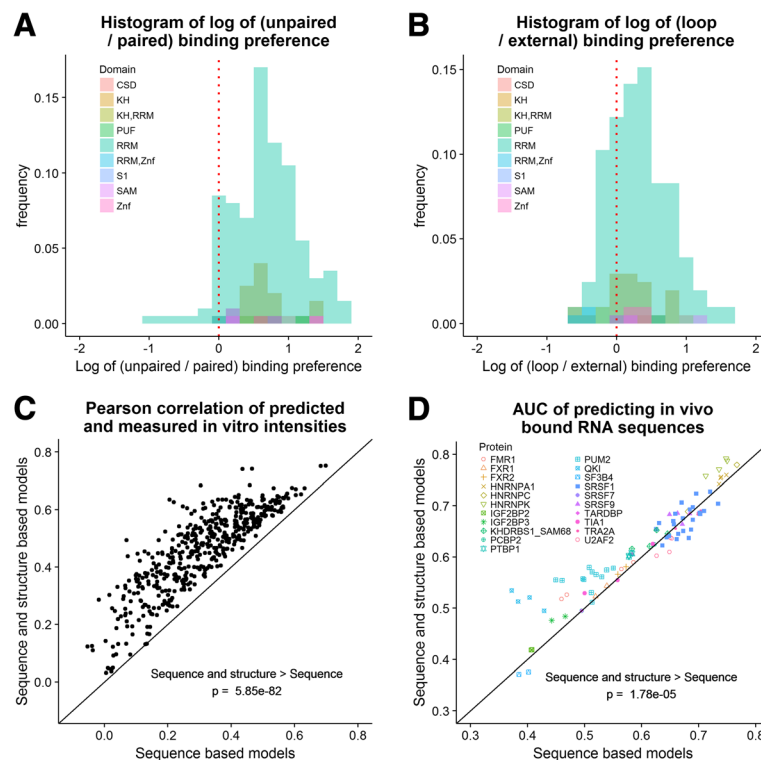 A
Histogram of log of (unpaired
/ paired) binding preference
Domain
CSD
KH
KH,RRM
PUF
RRM
RRM,Znf
S1
SAM
Znf
frequency
0.15
0.10
0.05
0.00
-2
-1
0
1
2
Log of (unpaired / paired) binding preference
B
Histogram of log of (loop
/ external) binding preference
Domain
CSD
KH
KH,RRM
PUF
RRM
RRM,Znf
S1
SAM
Znf
frequency
0.15
0.10
0.05
0.00
-2
-1
0
1
2
Log of (loop / external) binding preference
C
Pearson correlation of predicted
and measured in vitro intensities
Sequence and structure based models
0.8
0.6
0.4
0.2
0.0
Sequence and structure > Sequence
p = 5.85e-82
0.0
0.2
0.4
0.6
0.8
Sequence based models
D
AUC of predicting in vivo
bound RNA sequences
Protein
FMR1
FXR1
FXR2
HNRNPA1
HNRNPC
HNRNPK
IGF2BP2
IGF2BP3
KHDRBS1_SAM68
PCBP2
PTBP1
PUM2
QKI
SF3B4
SRSF1
SRSF7
SRSF9
TARDBP
TIA1
TRA2A
U2AF2
Sequence and structure based models
0.8
0.7
0.6
0.5
0.4
0.3
Sequence and structure > Sequence
p = 1.78e-05
0.3
0.4
0.5
0.6
0.7
0.8
Sequence based models